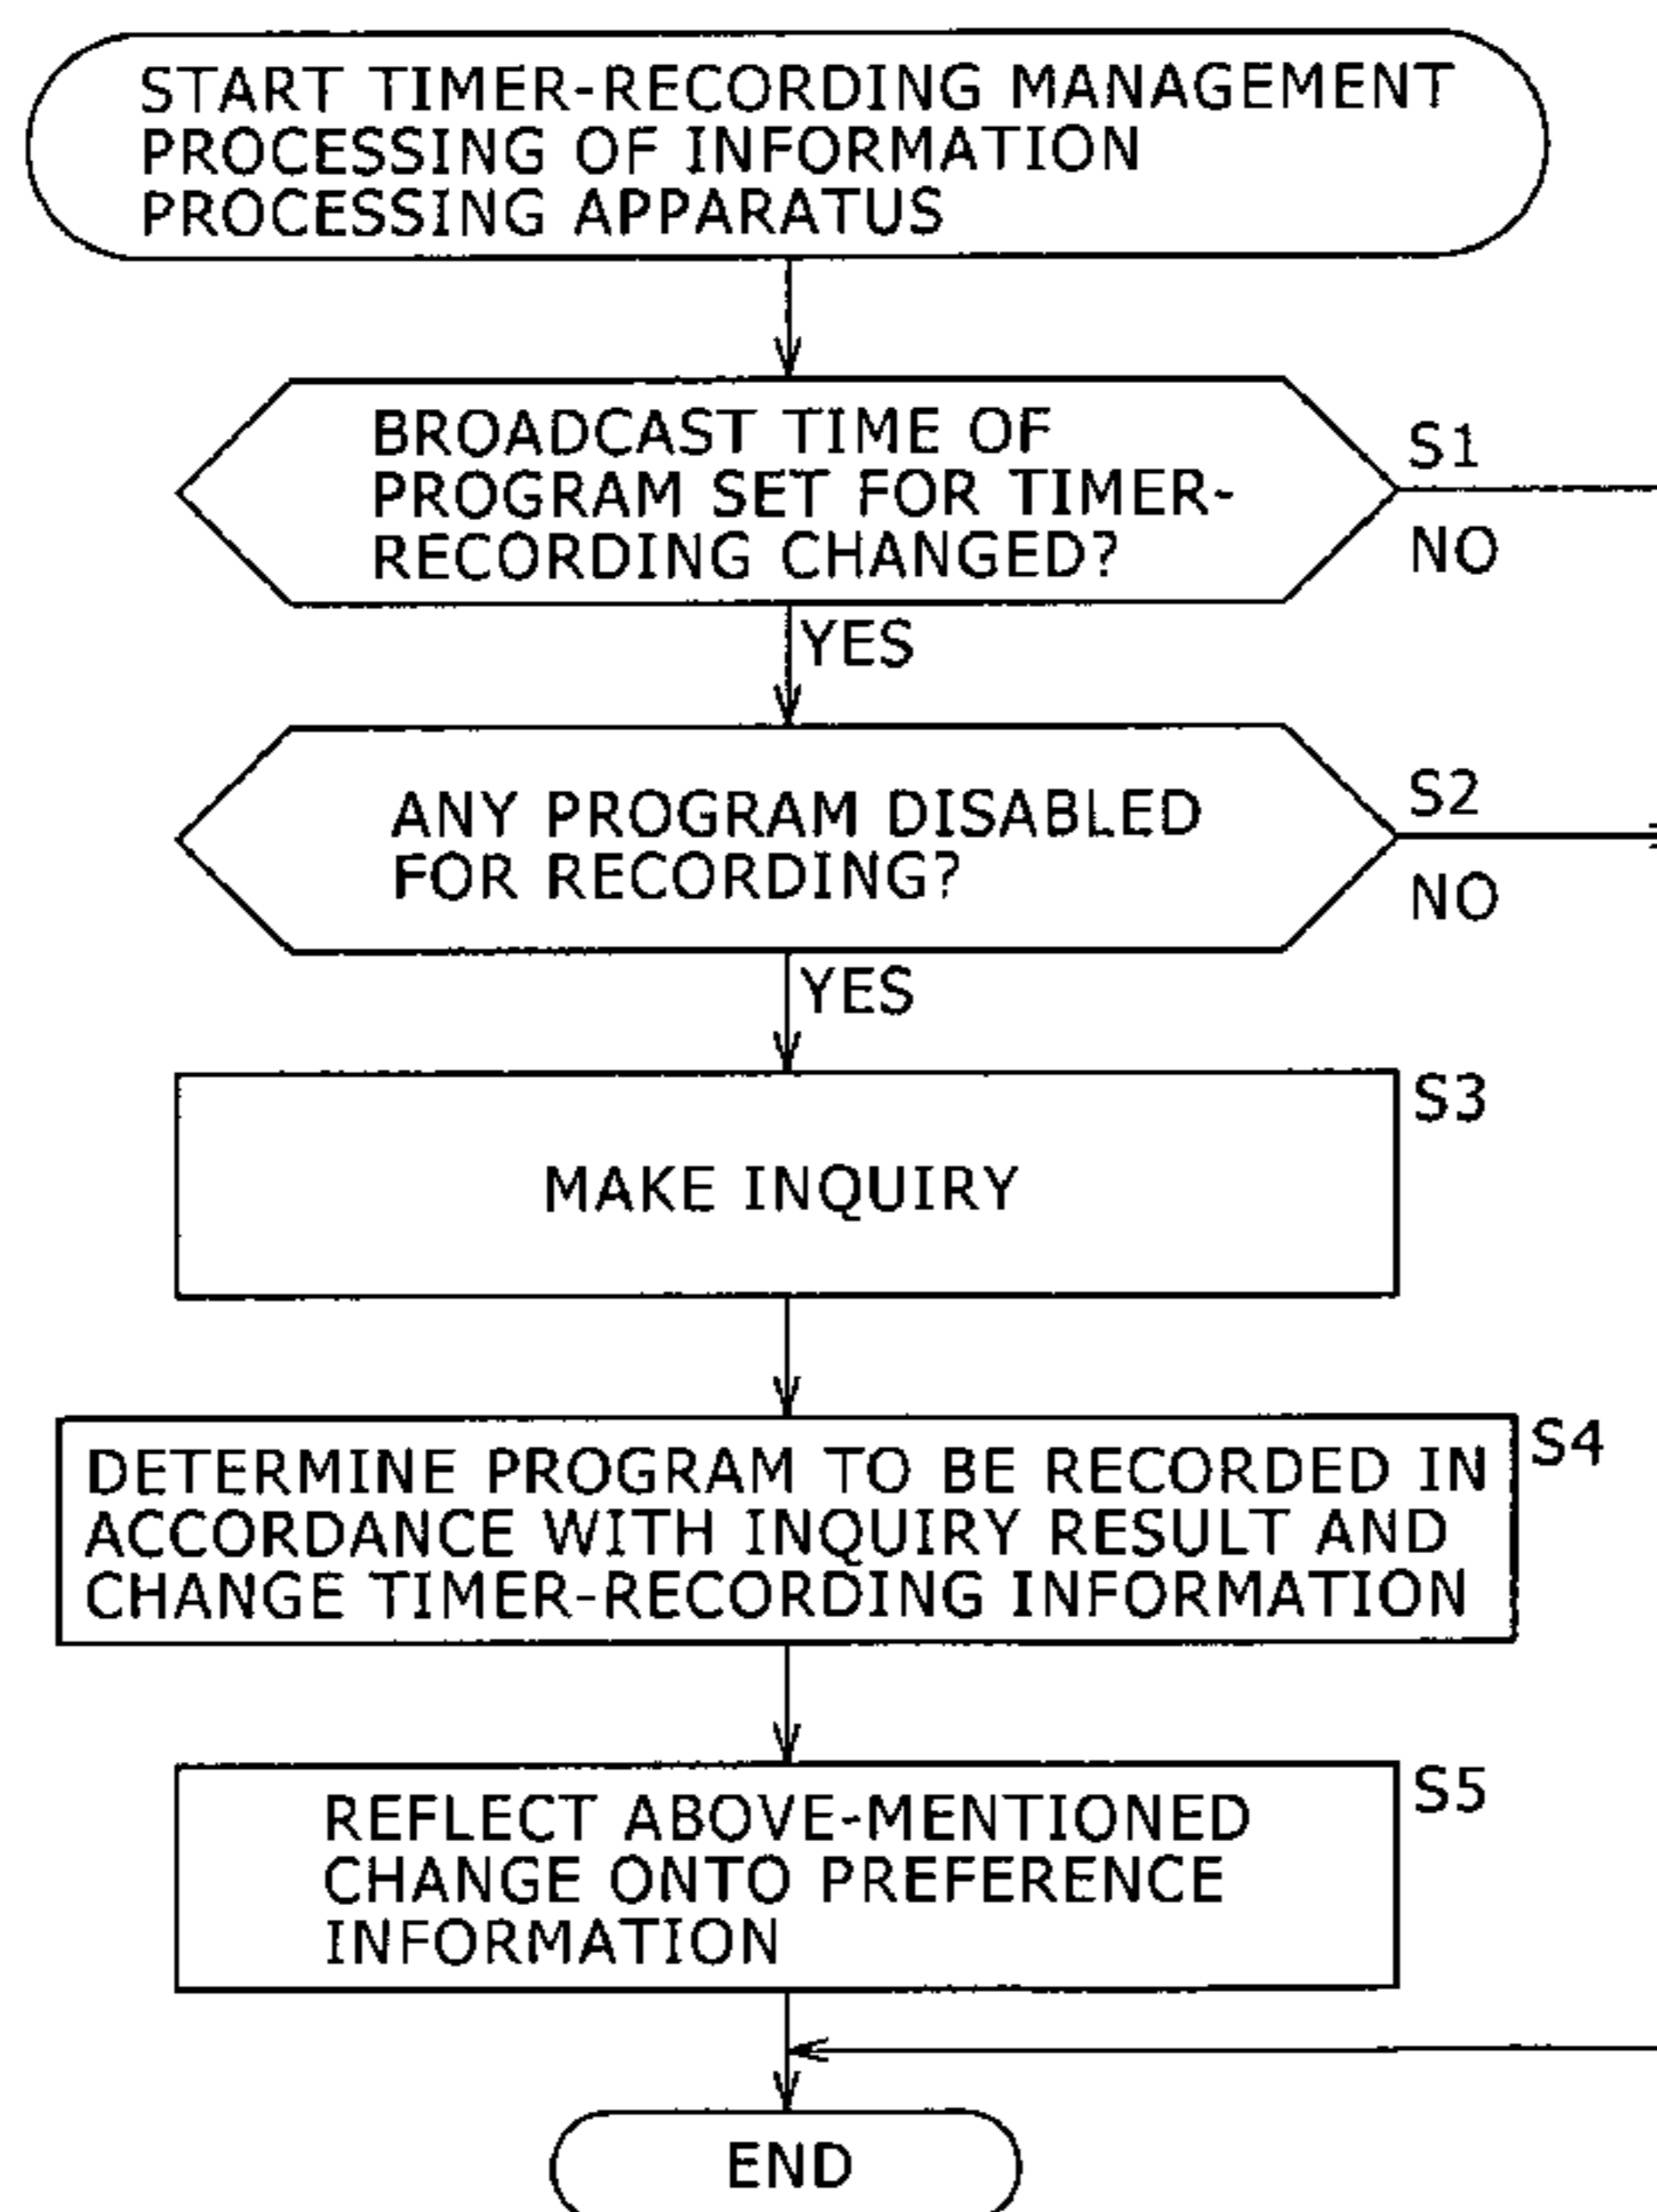 START TIMER-RECORDING MANAGEMENT
PROCESSING OF INFORMATION
PROCESSING APPARATUS
BROADCAST TIME OF
PROGRAM SET FOR TIMER-
RECORDING CHANGED?
S1
NO
YES
ANY PROGRAM DISABLED
FOR RECORDING?
S2
NO
YES
S3
MAKE INQUIRY
S4
DETERMINE PROGRAM TO BE RECORDED IN
ACCORDANCE WITH INQUIRY RESULT AND
CHANGE TIMER-RECORDING INFORMATION
S5
REFLECT ABOVE-MENTIONED
CHANGE ONTO PREFERENCE
INFORMATION
END